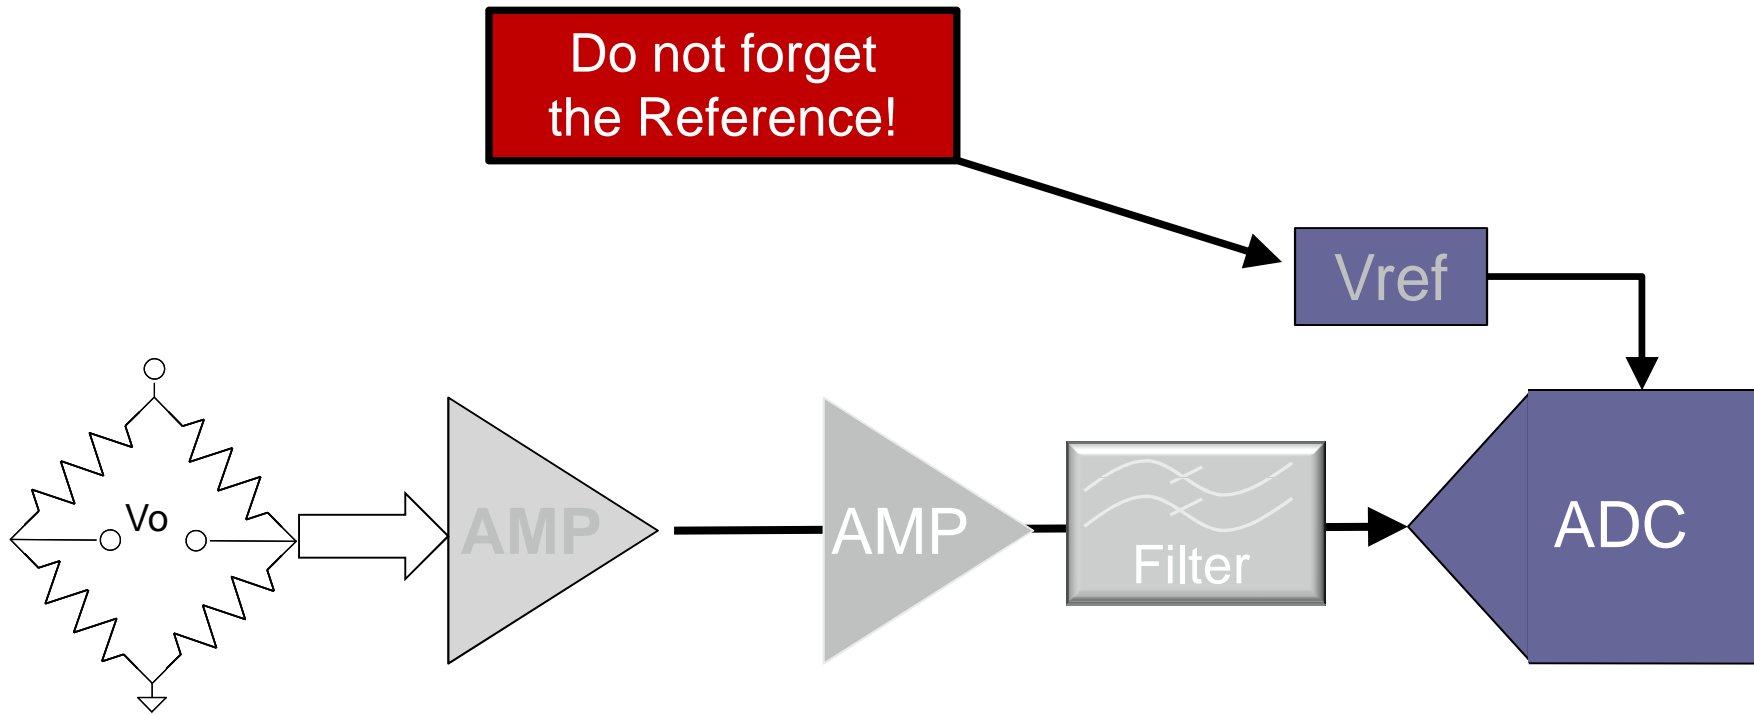 Do not forget
the Reference!
Vref
Vo
AMP
AMP
Filter
ADC